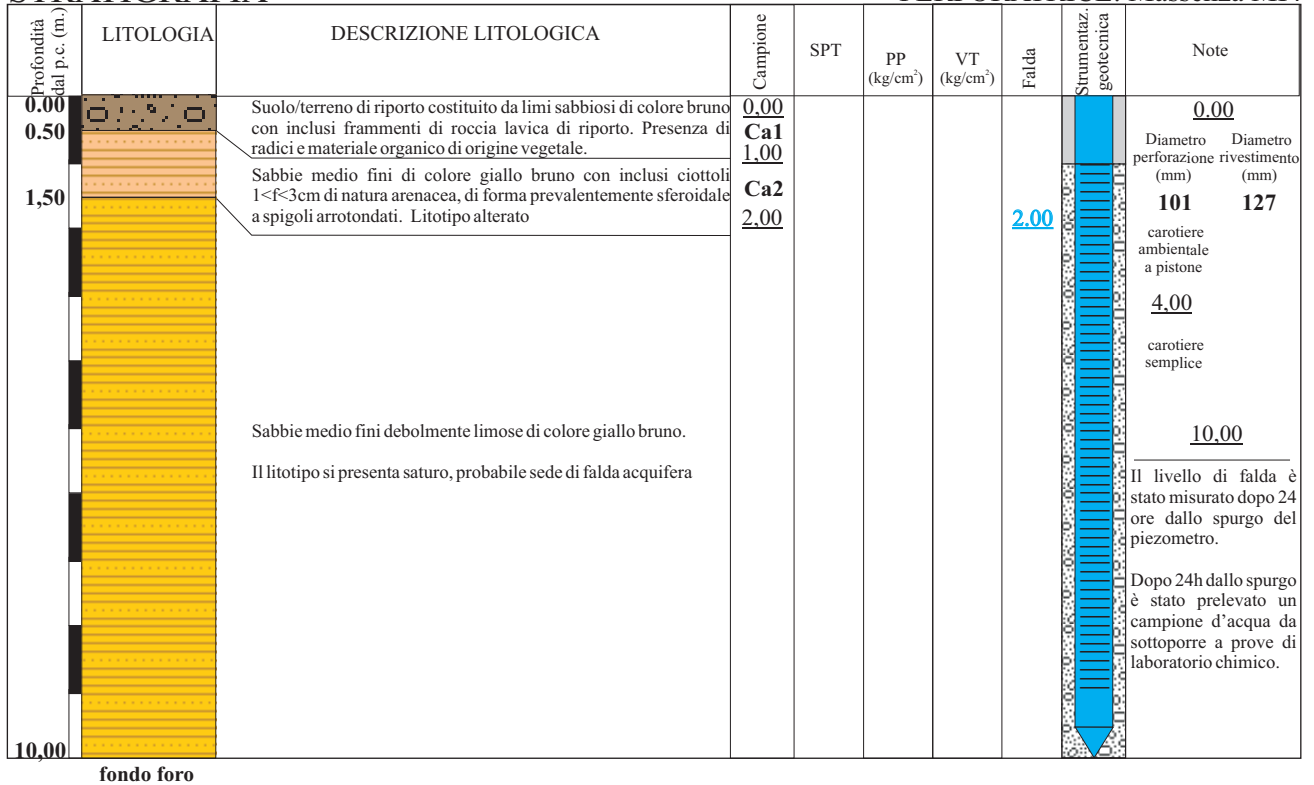 Profondità
dal p.c. (m.)
LITOLOGIA
DESCRIZIONE LITOLOGICA
Campione
SPT
PP
(kg/cm²)
VT
(kg/cm²)
Falda
Strumentaz.
geotecnica
Note
0.00
0.50
1,50
10,00
Suolo/terreno di riporto costituito da limi sabbiosi di colore bruno
con inclusi frammenti di roccia lavica di riporto. Presenza di
radici e materiale organico di origine vegetale.
Sabbie medio fini di colore giallo bruno con inclusi ciottoli
1<f<3cm di natura arenacea, di forma prevalentemente sferoidale
a spigoli arrotondati. Litotipo alterato
Sabbie medio fini debolmente limose di colore giallo bruno.
Il litotipo si presenta saturo, probabile sede di falda acquifera
0,00
Ca1
1,00
Ca2
2,00
2.00
0.00
Diametro Diametro
perforazione rivestimento
(mm) (mm)
101 127
carotiere
ambientale
a pistone
4,00
carotiere
semplice
10,00
Il livello di falda è
stato misurato dopo 24
ore dallo spurgo del
piezometro.
Dopo 24h dallo spurgo
è stato prelevato un
campione d'acqua da
sottoporre a prove di
laboratorio chimico.
fondo foro